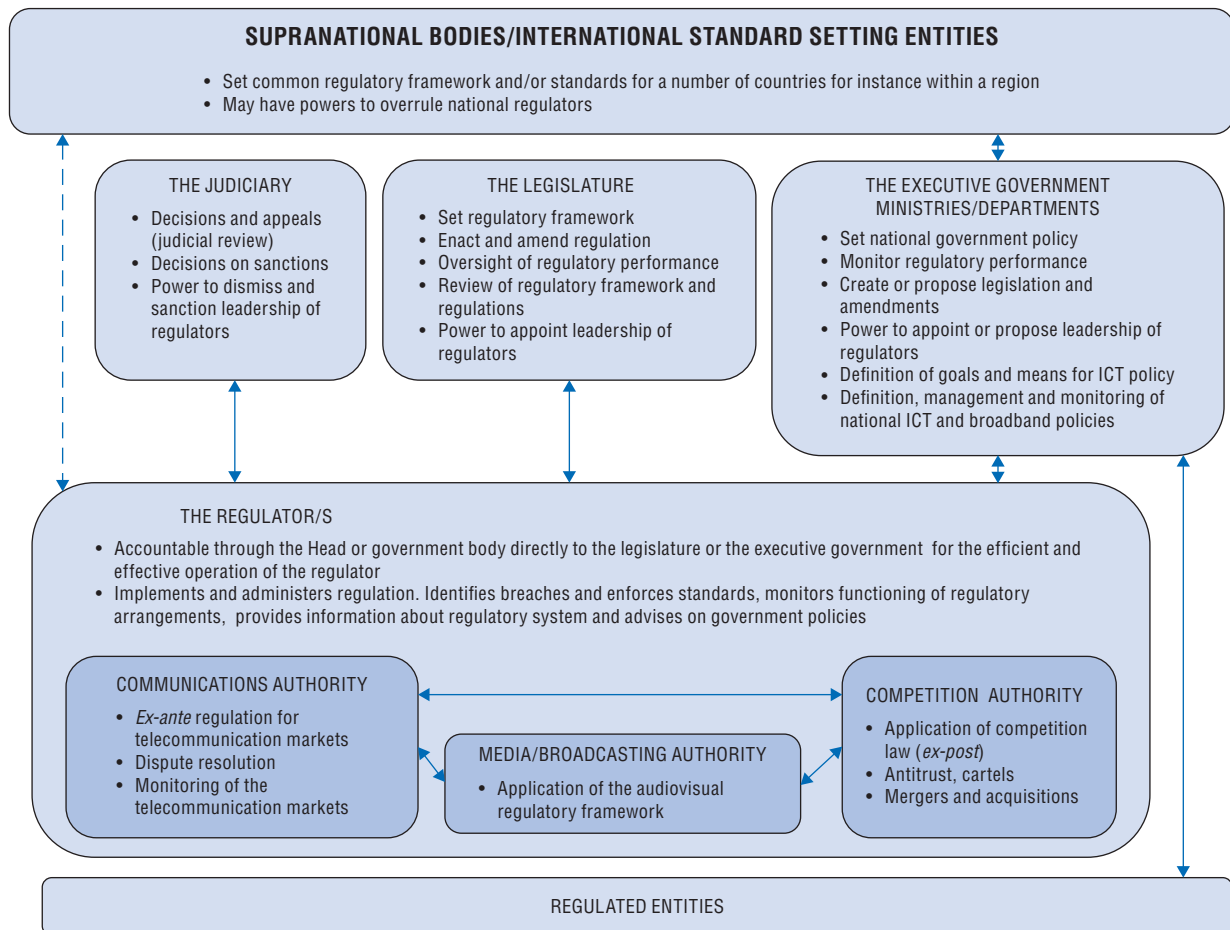 SUPRANATIONAL BODIES/INTERNATIONAL STANDARD SETTING ENTITIES
• Set common regulatory framework and/or standards for a number of countries for instance within a region
• May have powers to overrule national regulators
THE JUDICIARY
• Decisions and appeals
(judicial review)
• Decisions on sanctions
• Power to dismiss and
sanction leadership of
regulators
THE LEGISLATURE
• Set regulatory framework
• Enact and amend regulation
• Oversight of regulatory performance
• Review of regulatory framework and
regulations
• Power to appoint leadership of
regulators
THE EXECUTIVE GOVERNMENT
MINISTRIES/DEPARTMENTS
• Set national government policy
• Monitor regulatory performance
• Create or propose legislation and
amendments
• Power to appoint or propose leadership of
regulators
• Definition of goals and means for ICT policy
• Definition, management and monitoring of
national ICT and broadband policies
THE REGULATOR/S
• Accountable through the Head or government body directly to the legislature or the executive government for the efficient and
effective operation of the regulator
• Implements and administers regulation. Identifies breaches and enforces standards, monitors functioning of regulatory
arrangements, provides information about regulatory system and advises on government policies
COMMUNICATIONS AUTHORITY
• Ex-ante regulation for
telecommunication markets
• Dispute resolution
• Monitoring of the
telecommunication markets
MEDIA/BROADCASTING AUTHORITY
• Application of the audiovisual
regulatory framework
COMPETITION AUTHORITY
• Application of competition
law (ex-post)
• Antitrust, cartels
• Mergers and acquisitions
REGULATED ENTITIES